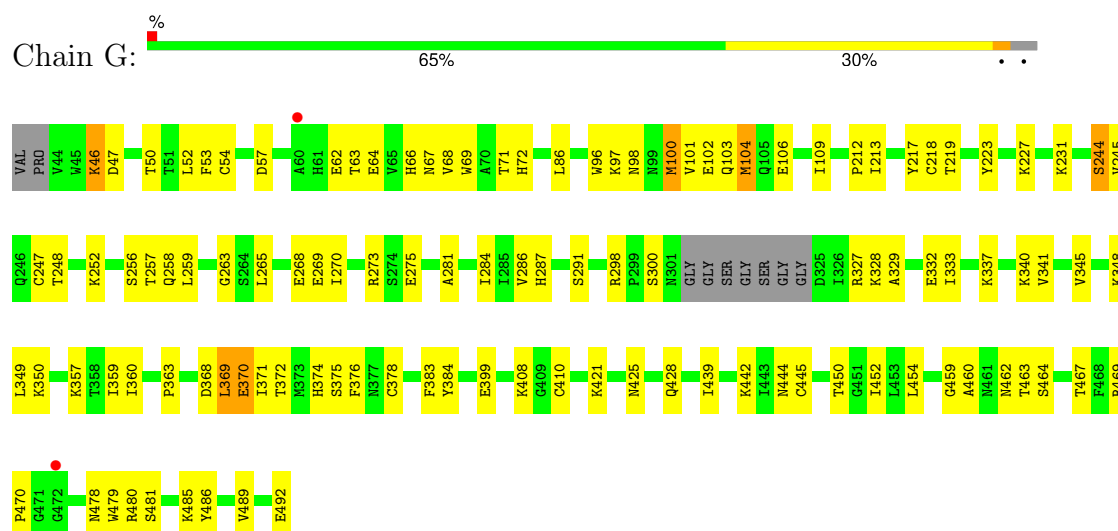 %
Chain G:
65% 30% • •
VAL PRO V44 W45 K46 D47 T50 T51 L52 F53 C54 D57 A60 H61 E62 T63 E64 V65 H66 N67 V68 W69 A70 T71 H72 L86 W96 K97 N98 N99 M100 V101 E102 Q103 M104 Q105 E106 I109 P212 I213 Y217 C218 T219 Y223 K227 K231 S244 V245
Q246 C247 T248 K252 S256 T257 Q258 L259 G263 S264 L265 E268 E269 I270 R273 S274 E275 A281 I284 I285 V286 H287 S291 R298 P299 S300 N301 GLY GLY SER GLY SER GLY GLY D325 I326 R327 K328 A329 E332 I333 K337 K340 V341 V345 K348
L349 K350 K357 T358 I359 I360 P363 D368 L369 E370 I371 T372 M373 H374 S375 F376 N377 C378 F383 Y384 E399 K408 G409 C410 K421 N425 Q428 I439 K442 I443 N444 C445 T450 G451 I452 L453 L454 G459 A460 N461 N462 T463 S464 T467 F468 R469
P470 G471 G472 N478 W479 R480 S481 K485 Y486 V489 E492